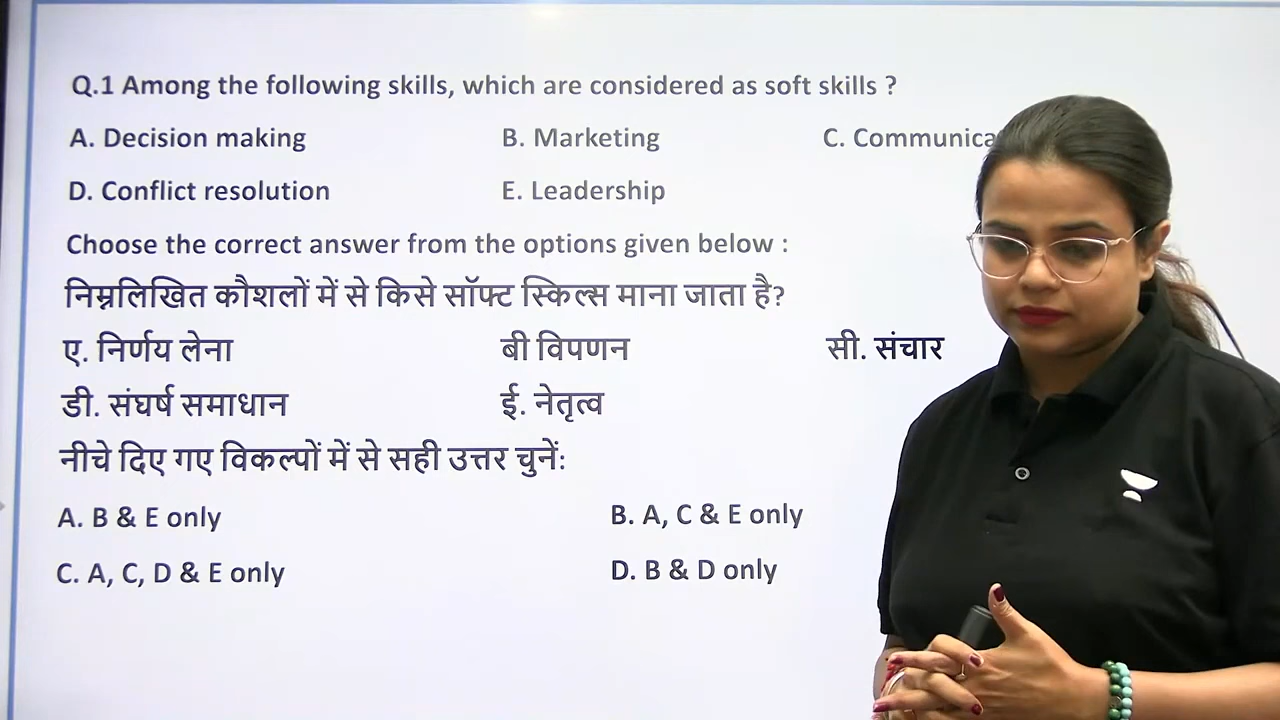 Q.1 Among the following skills, which are considered as soft skills ?
A. Decision making B. Marketing C.
D. Conflict resolution E. Leadership
Choose the correct answer from the options given below :
निम्नलिखित कौशलों में से किसे सॉफ्ट स्किल्स माना जाता है?
ए. निर्णय लेना बी विपणन सी. संचार
डी. संघर्ष समाधान ई. नेतृत्व
नीचे दिए गए विकल्पों में से सही उत्तर चुनें:
A. B & E only B. A, C & E only
C. A, C, D & E only D. B & D only